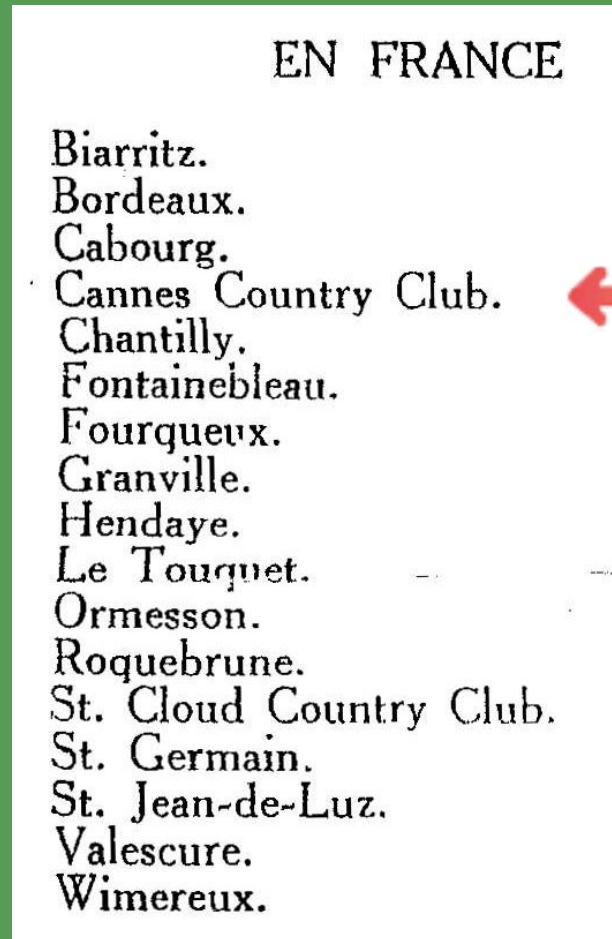 EN FRANCE
Biarritz.
Bordeaux.
Cabourg.
Cannes Country Club.
Chantilly.
Fontainebleau.
Fourqueux.
Granville.
Hendaye.
Le Touquet.
Ormesson.
Roquebrune.
St. Cloud Country Club.
St. Germain.
St. Jean-de-Luz.
Valescure.
Wimereux.